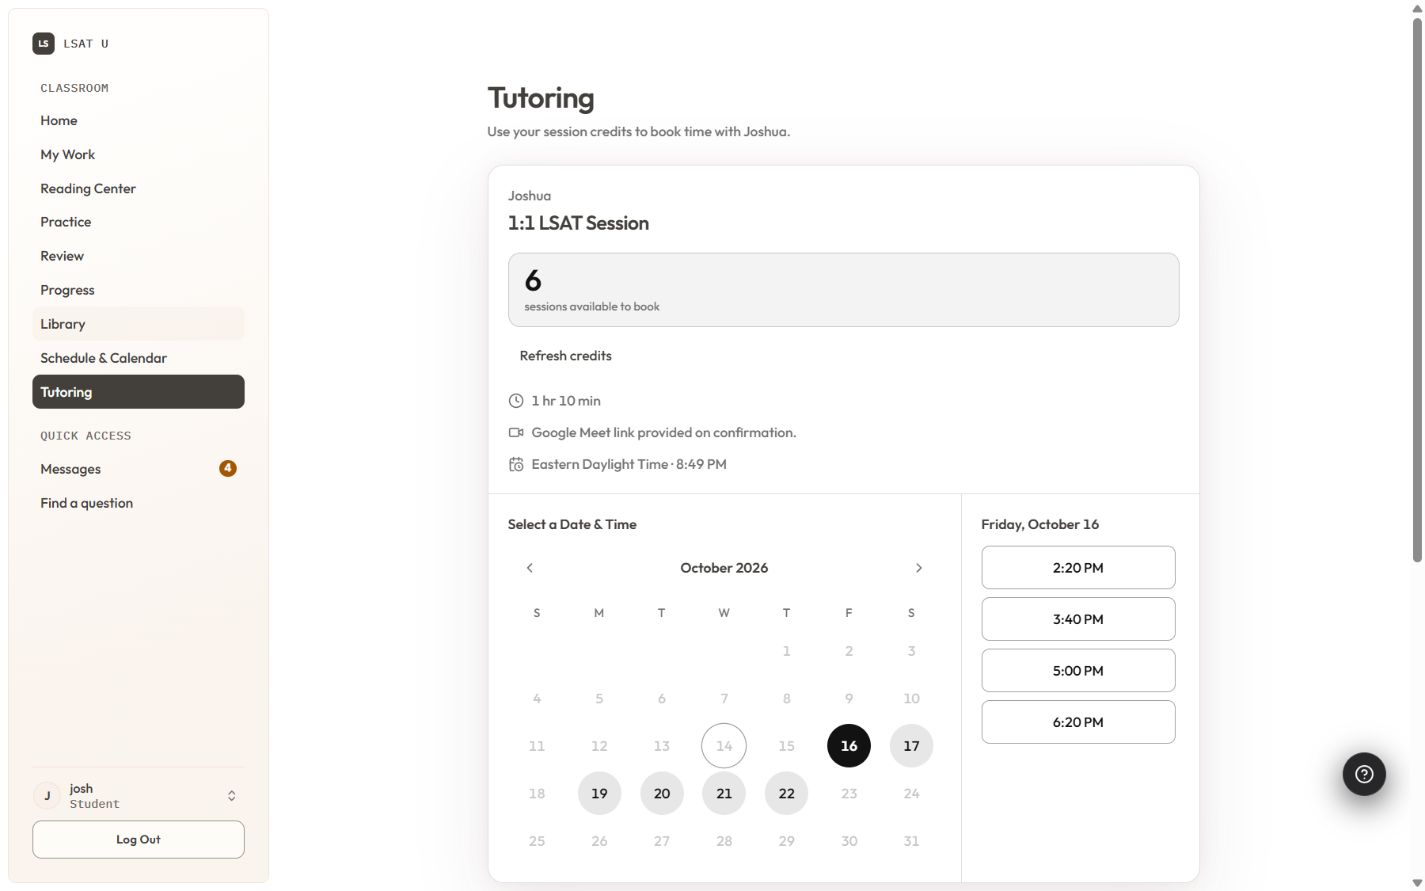 LS LSAT U
CLASSROOM
Home
My Work
Reading Center
Practice
Review
Progress
Library
Schedule & Calendar
Tutoring
QUICK ACCESS
Messages 4
Find a question
J josh
Student
Log Out
Tutoring
Use your session credits to book time with Joshua.
Joshua
1:1 LSAT Session
6
sessions available to book
Refresh credits
1 hr 10 min
Google Meet link provided on confirmation.
Eastern Daylight Time · 8:49 PM
Select a Date & Time
October 2026
S M T W T F S
1 2 3
4 5 6 7 8 9 10
11 12 13 14 15 16 17
18 19 20 21 22 23 24
25 26 27 28 29 30 31
Friday, October 16
2:20 PM
3:40 PM
5:00 PM
6:20 PM
?